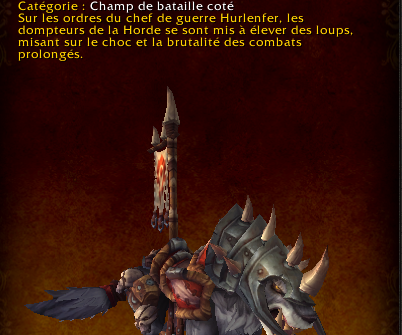 Catégorie : Champ de bataille coté
Sur les ordres du chef de guerre Hurlenfer, les
dompteurs de la Horde se sont mis à élever des loups,
misant sur le choc et la brutalité des combats
prolongés.